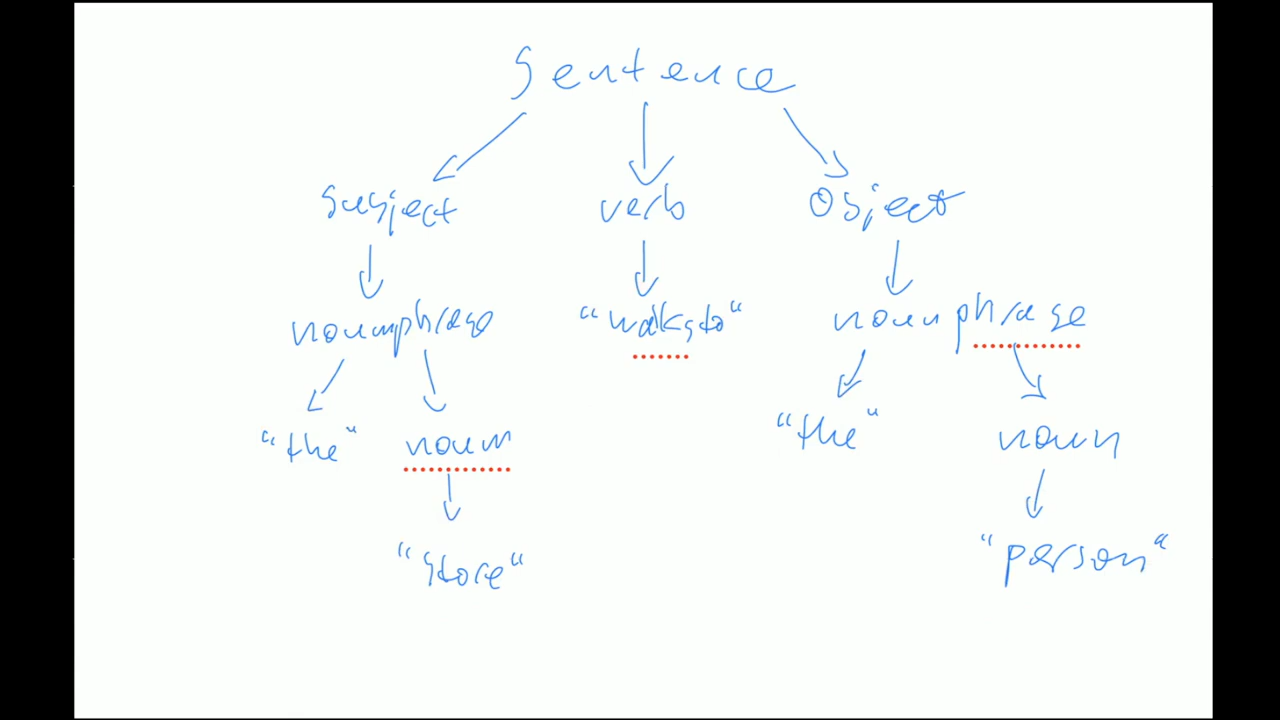 Sentence
Subject verb Object
nounphrase "walks to" nounphrase
"the" noun "the" noun
"store" "person"